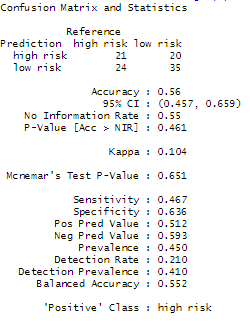 Confusion Matrix and Statistics
Reference
Prediction high risk low risk
high risk 21 20
low risk 24 35
Accuracy : 0.56
95% CI : (0.457, 0.659)
No Information Rate : 0.55
P-Value [Acc > NIR] : 0.461
Kappa : 0.104
Mcnemar's Test P-Value : 0.651
Sensitivity : 0.467
Specificity : 0.636
Pos Pred Value : 0.512
Neg Pred Value : 0.593
Prevalence : 0.450
Detection Rate : 0.210
Detection Prevalence : 0.410
Balanced Accuracy : 0.552
'Positive' Class : high risk